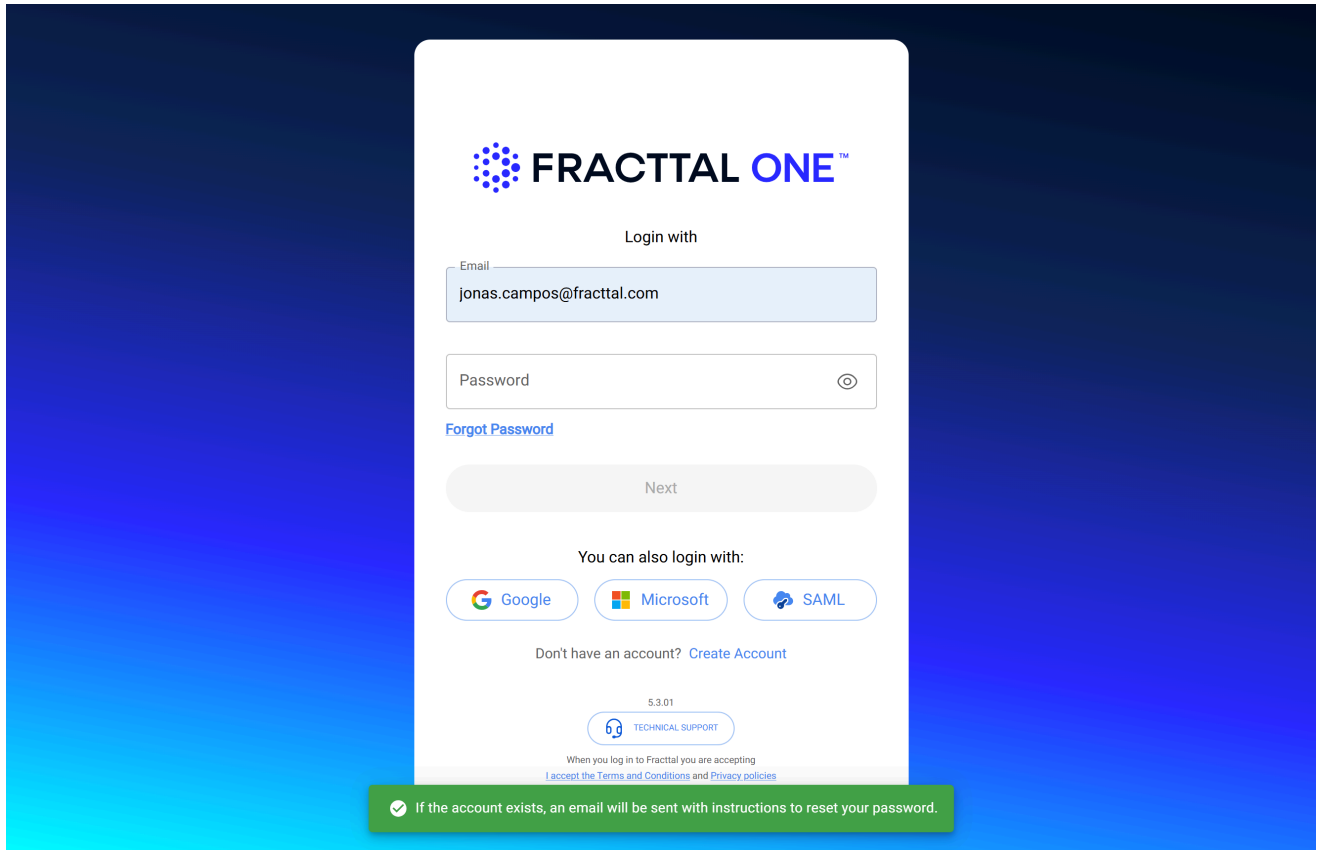 FRACTTAL ONE™
Login with
Email
jonas.campos@fracttal.com
Password
Forgot Password
Next
You can also login with:
Google Microsoft SAML
Don't have an account? Create Account
5.3.01
TECHNICAL SUPPORT
When you log in to Fracttal you are accepting
I accept the Terms and Conditions and Privacy policies
If the account exists, an email will be sent with instructions to reset your password.